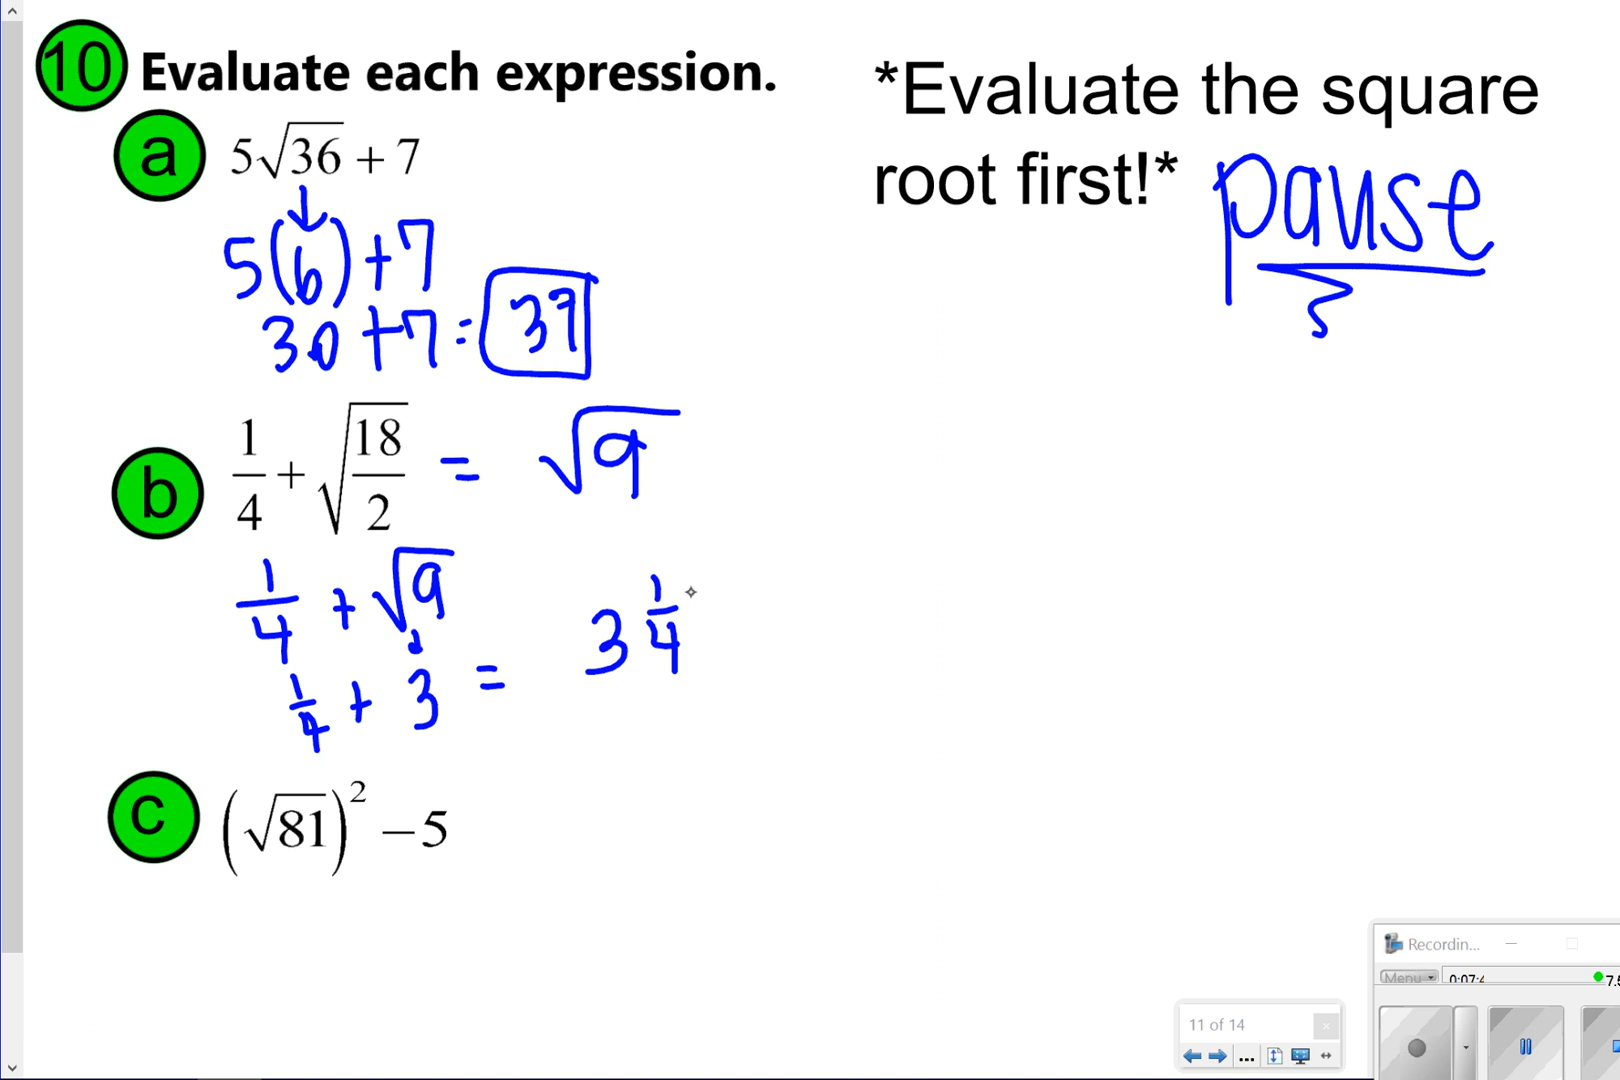 10 Evaluate each expression.
*Evaluate the square
root first!* pause
a 5√36 + 7
5(6) + 7
30 + 7 = 37
b 1/4 + √(18/2) = √9
1/4 + √9
1/4 + 3 = 3 1/4
c (√81)² − 5
Recordin...
Menu 0:07:4
11 of 14